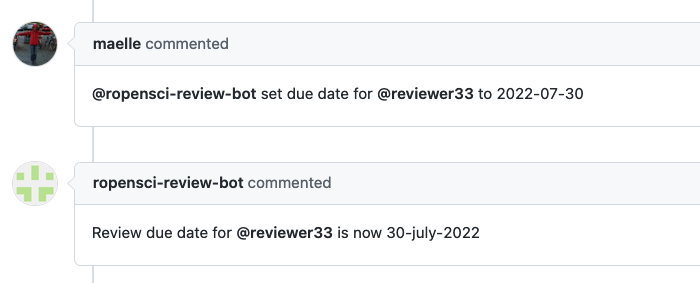 maelle commented
@ropensci-review-bot set due date for @reviewer33 to 2022-07-30
ropensci-review-bot commented
Review due date for @reviewer33 is now 30-july-2022